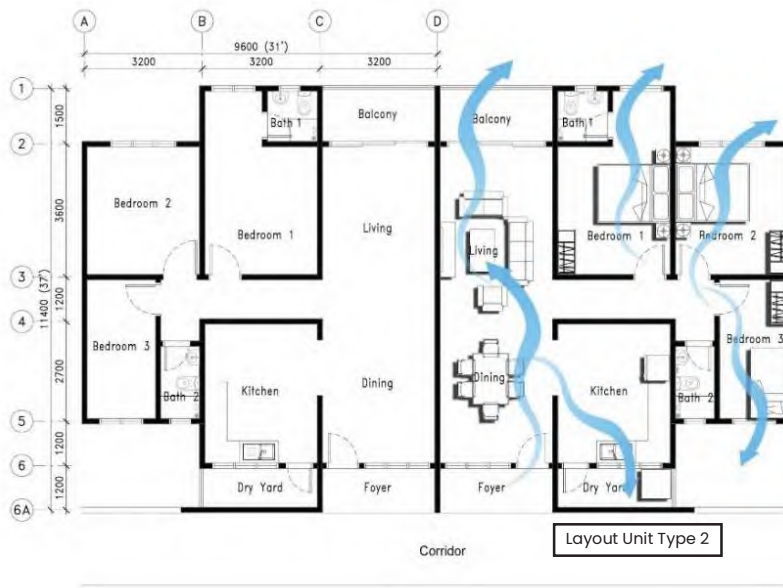 A B C D
9600 (31')
3200 3200 3200
1
1500
Bath 1 Balcony Balcony Bath 1
2
3600
Bedroom 2
Bedroom 1 Living Living Bedroom 1 Bedroom 2
3
11400 (37')
1200
4
Bedroom 3 Bedroom 3
2700
Kitchen Dining Dining Kitchen
Bath 2 Bath 2
5
1200
6
1200
Dry Yard Foyer Foyer Dry Yard
6A
Layout Unit Type 2
Corridor